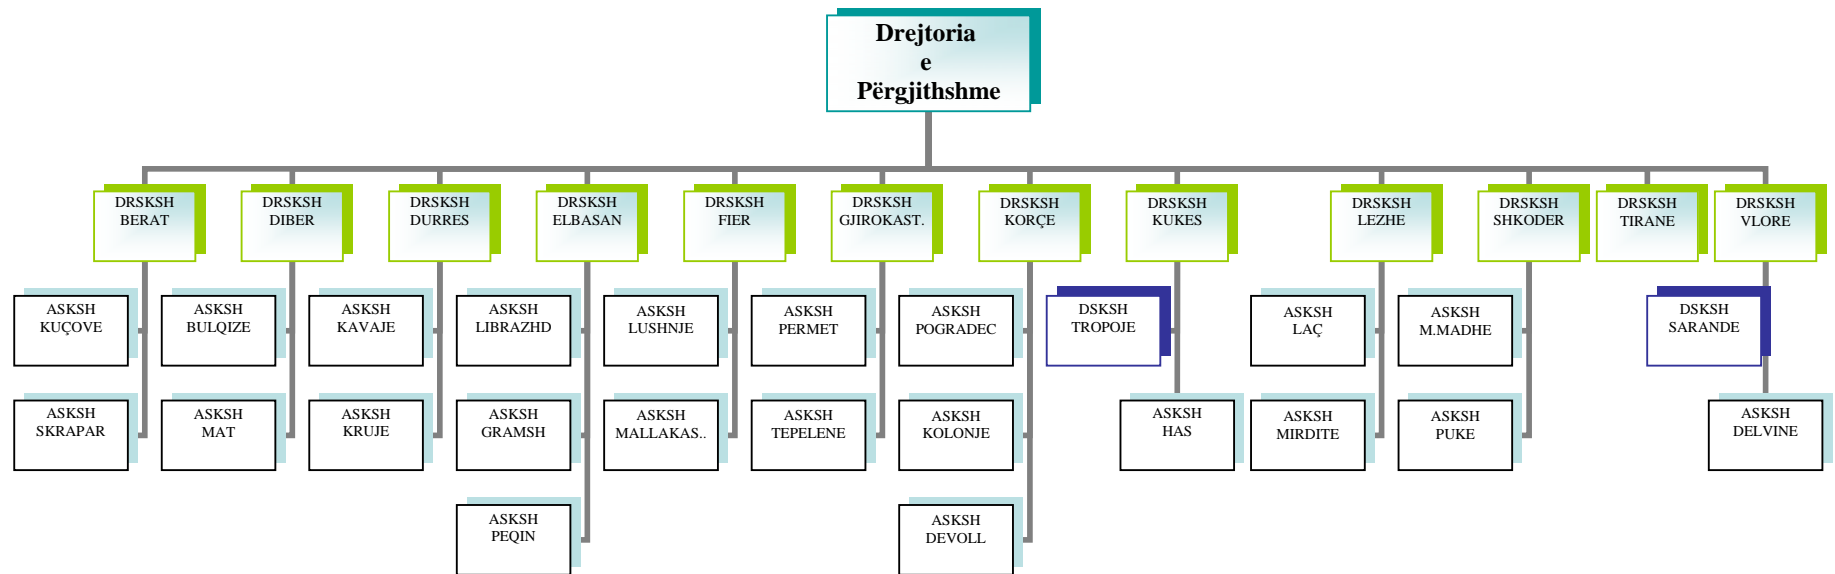 Drejtoria
e
Përgjithshme
DRSKSH
BERAT
DRSKSH
DIBER
DRSKSH
DURRES
DRSKSH
ELBASAN
DRSKSH
FIER
DRSKSH
GJIROKAST.
DRSKSH
KORÇE
DRSKSH
KUKES
DRSKSH
LEZHE
DRSKSH
SHKODER
DRSKSH
TIRANE
DRSKSH
VLORE
ASKSH
KUÇOVE
ASKSH
BULQIZE
ASKSH
KAVAJE
ASKSH
LIBRAZHD
ASKSH
LUSHNJE
ASKSH
PERMET
ASKSH
POGRADEC
DSKSH
TROPOJE
ASKSH
LAÇ
ASKSH
M.MADHE
DSKSH
SARANDE
ASKSH
SKRAPAR
ASKSH
MAT
ASKSH
KRUJE
ASKSH
GRAMSH
ASKSH
MALLAKAS..
ASKSH
TEPELENE
ASKSH
KOLONJE
ASKSH
HAS
ASKSH
MIRDITE
ASKSH
PUKE
ASKSH
DELVINE
ASKSH
PEQIN
ASKSH
DEVOLL